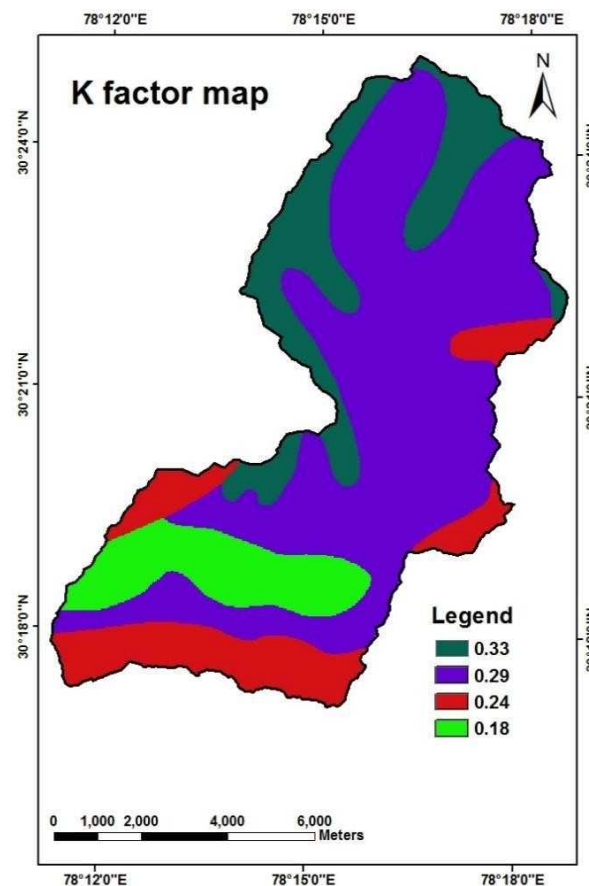 78°12'0"E 78°15'0"E 78°18'0"E
K factor map
N
30°24'0"N
30°21'0"N
30°18'0"N
Legend
0.33
0.29
0.24
0.18
0 1,000 2,000 4,000 6,000
Meters
78°12'0"E 78°15'0"E 78°18'0"E